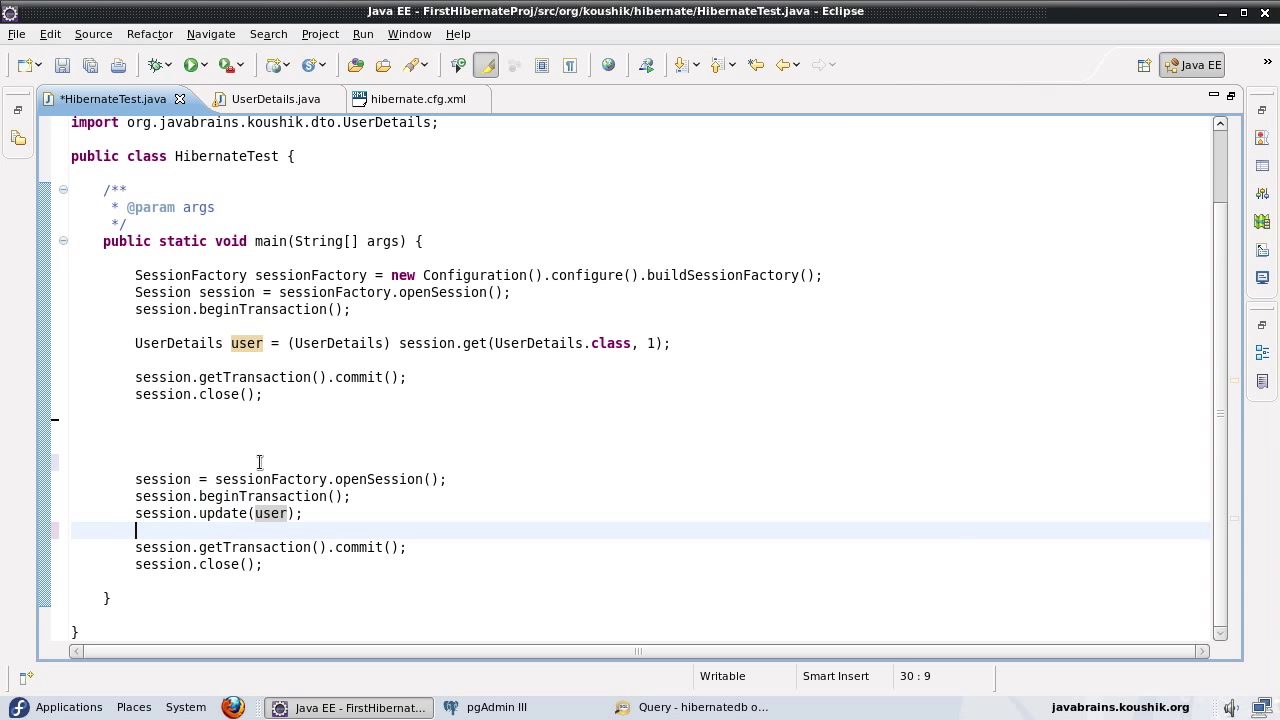 Java EE - FirstHibernateProj/src/org/koushik/hibernate/HibernateTest.java - Eclipse
File Edit Source Refactor Navigate Search Project Run Window Help
Java EE
*HibernateTest.java UserDetails.java hibernate.cfg.xml
import org.javabrains.koushik.dto.UserDetails;
public class HibernateTest {
/**
* @param args
*/
public static void main(String[] args) {
SessionFactory sessionFactory = new Configuration().configure().buildSessionFactory();
Session session = sessionFactory.openSession();
session.beginTransaction();
UserDetails user = (UserDetails) session.get(UserDetails.class, 1);
session.getTransaction().commit();
session.close();
session = sessionFactory.openSession();
session.beginTransaction();
session.update(user);
session.getTransaction().commit();
session.close();
}
}
Writable Smart Insert 30 : 9
Applications Places System Java EE - FirstHibernat... pgAdmin III Query - hibernatedb o... javabrains.koushik.org